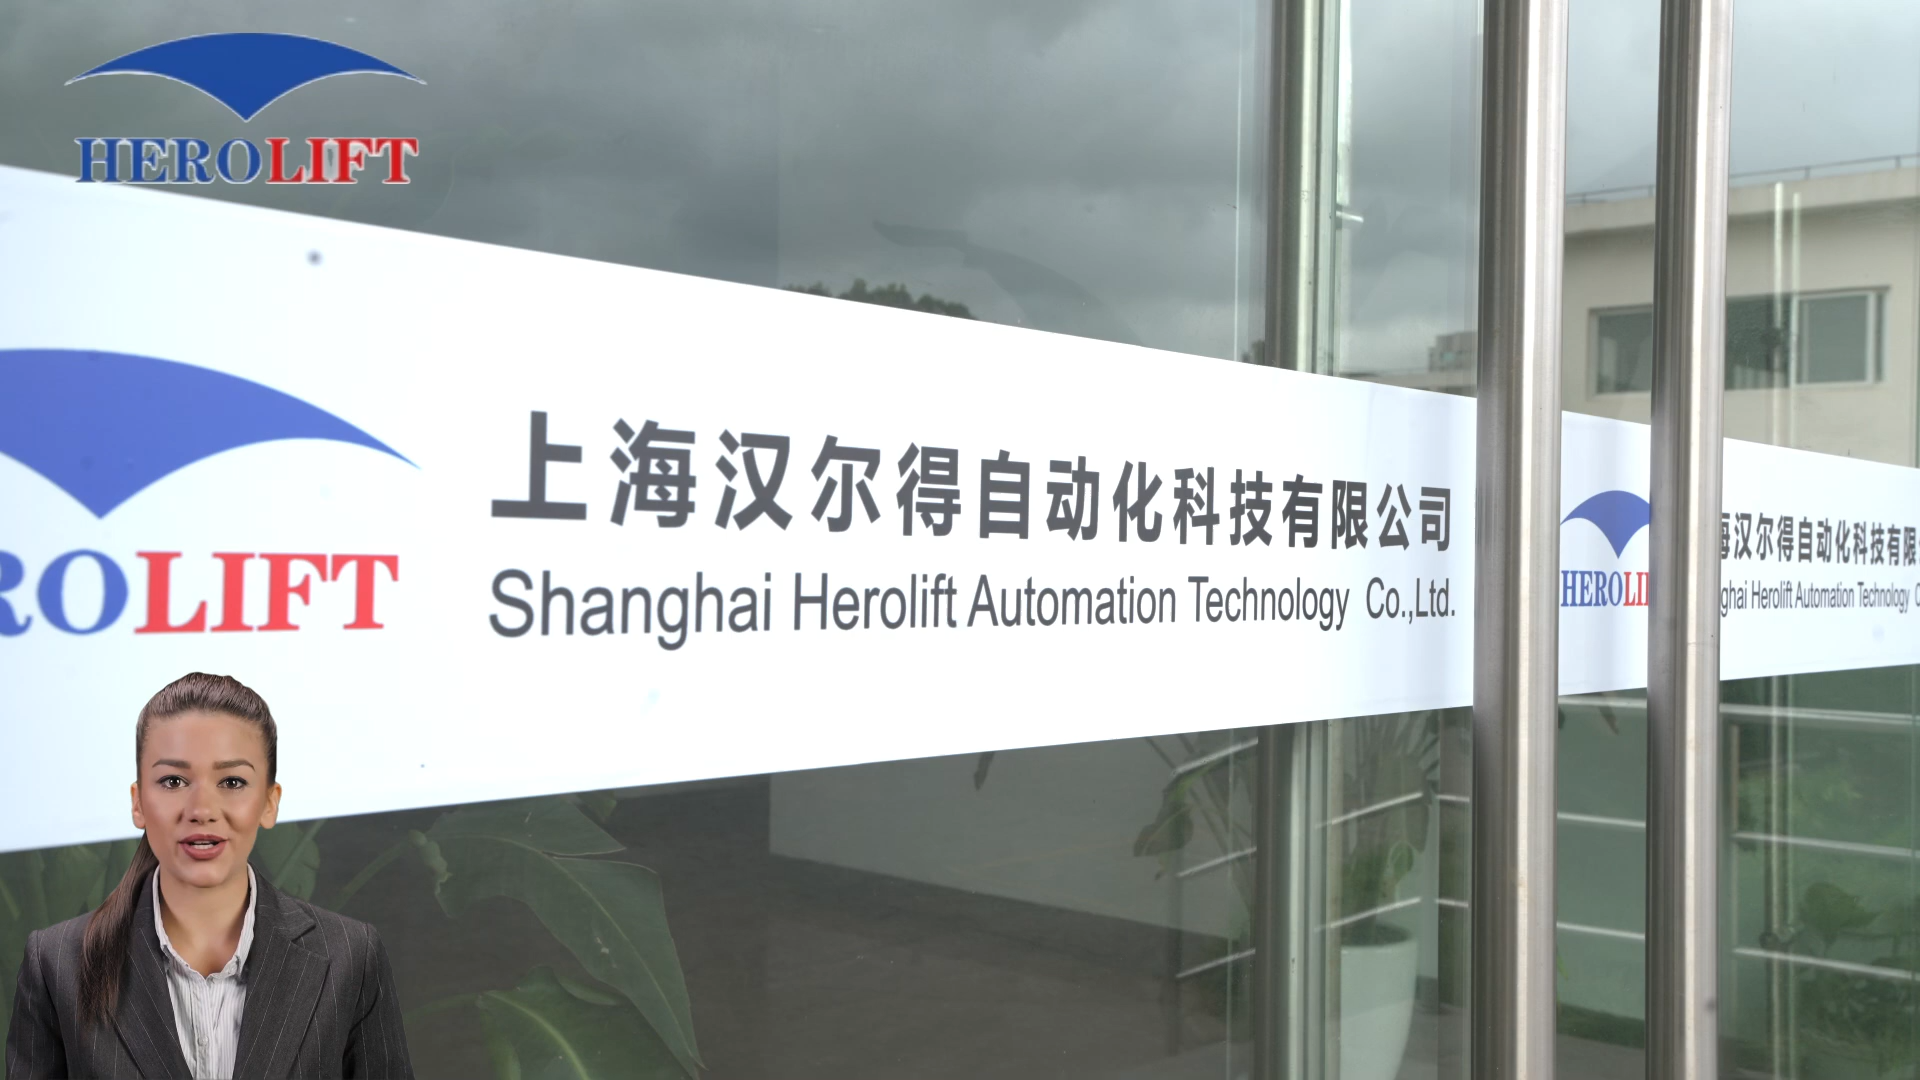 HEROLIFT
上海汉尔得自动化科技有限公司
Shanghai Herolift Automation Technology Co.,Ltd.
ROLIFT
HEROLI
海汉尔得自动化科技有限
ghai Herolift Automation Technology C